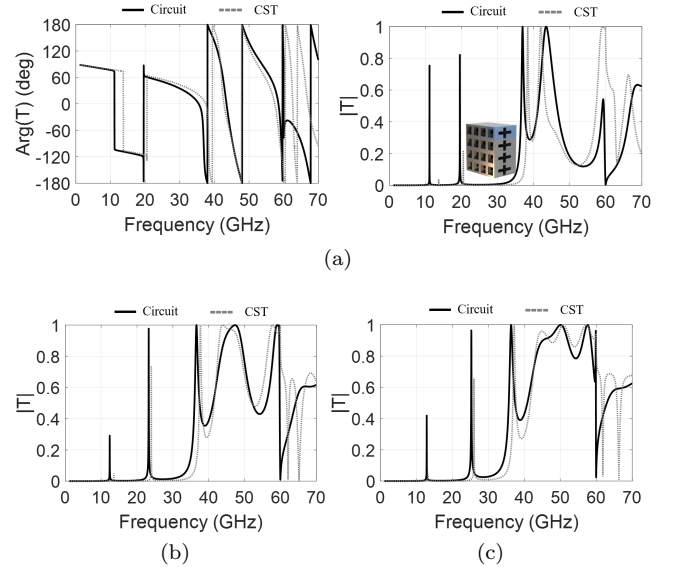 Circuit CST
180
120
60
0
-60
-120
-180
Arg(T) (deg)
0 10 20 30 40 50 60 70
Frequency (GHz)
Circuit CST
1
0.8
0.6
0.4
0.2
0
|T|
0 10 20 30 40 50 60 70
Frequency (GHz)
(a)
Circuit CST
1
0.8
0.6
0.4
0.2
0
|T|
0 10 20 30 40 50 60 70
Frequency (GHz)
(b)
Circuit CST
1
0.8
0.6
0.4
0.2
0
|T|
0 10 20 30 40 50 60 70
Frequency (GHz)
(c)